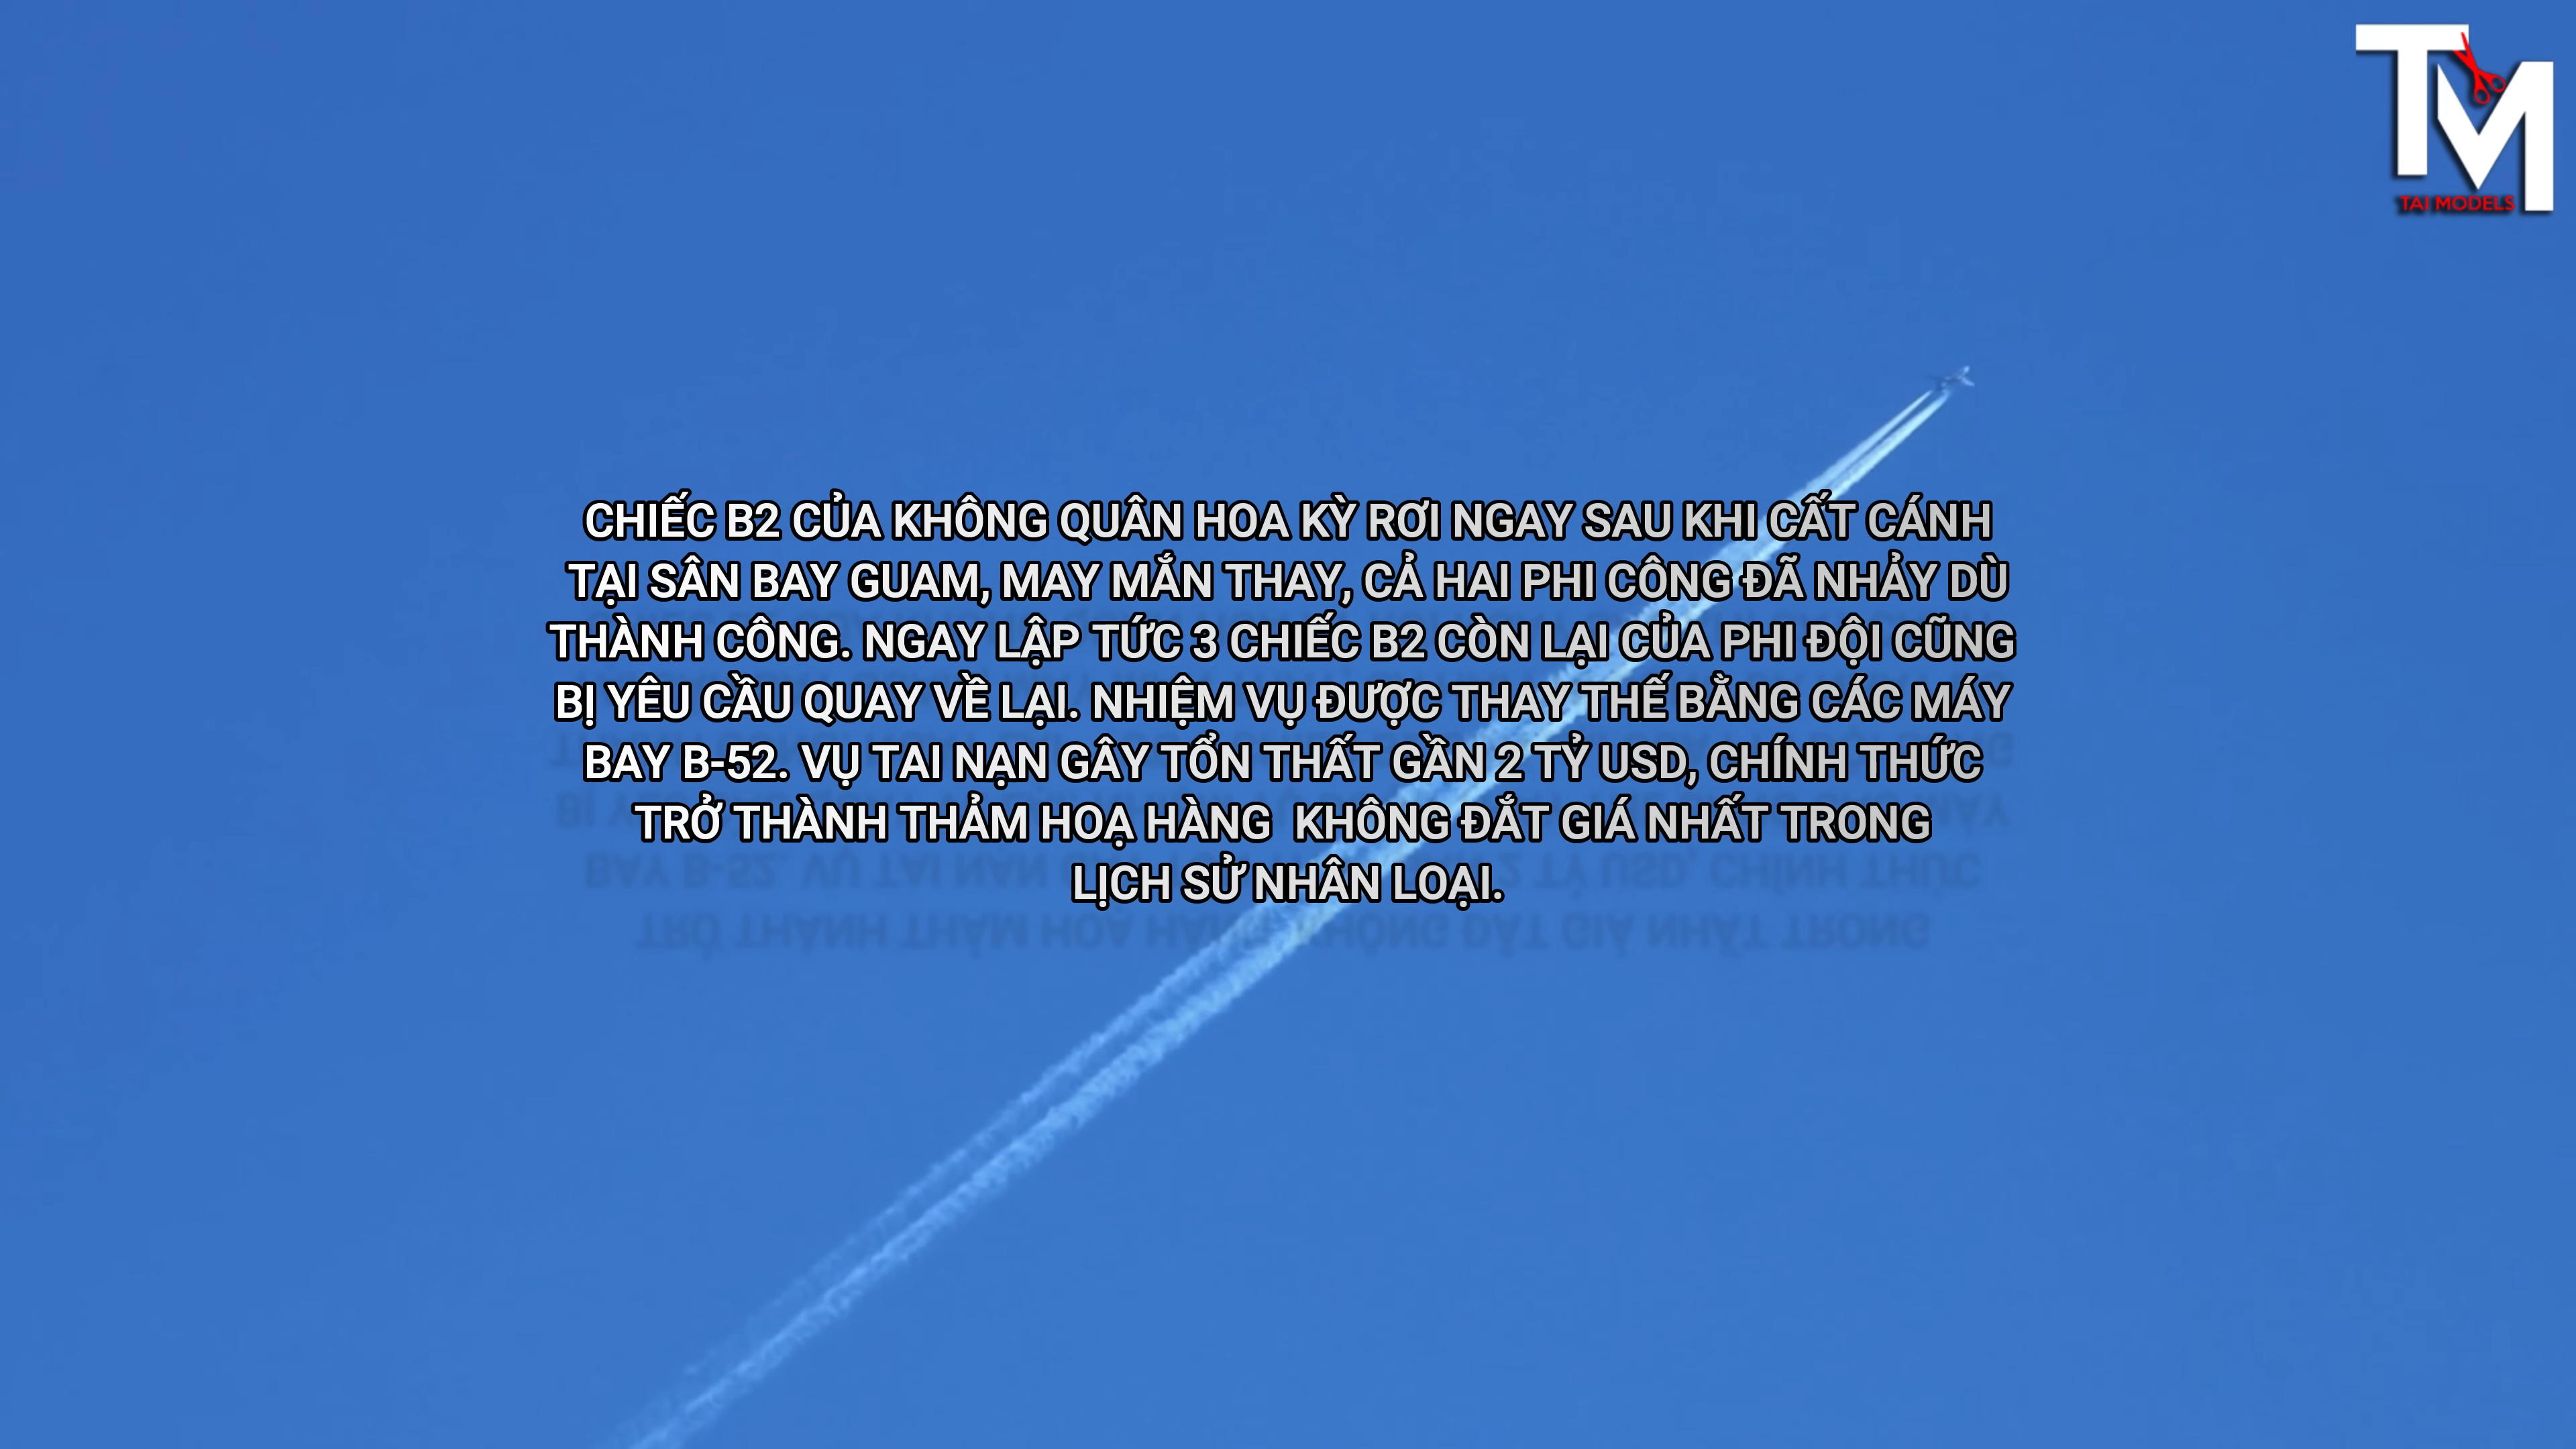 TM
TAI MODELS
CHIẾC B2 CỦA KHÔNG QUÂN HOA KỲ RƠI NGAY SAU KHI CẤT CÁNH
TẠI SÂN BAY GUAM, MAY MẮN THAY, CẢ HAI PHI CÔNG ĐÃ NHẢY DÙ
THÀNH CÔNG. NGAY LẬP TỨC 3 CHIẾC B2 CÒN LẠI CỦA PHI ĐỘI CŨNG
BỊ YÊU CẦU QUAY VỀ LẠI. NHIỆM VỤ ĐƯỢC THAY THẾ BẰNG CÁC MÁY
BAY B-52. VỤ TAI NẠN GÂY TỔN THẤT GẦN 2 TỶ USD, CHÍNH THỨC
TRỞ THÀNH THẢM HOẠ HÀNG  KHÔNG ĐẮT GIÁ NHẤT TRONG
LỊCH SỬ NHÂN LOẠI.